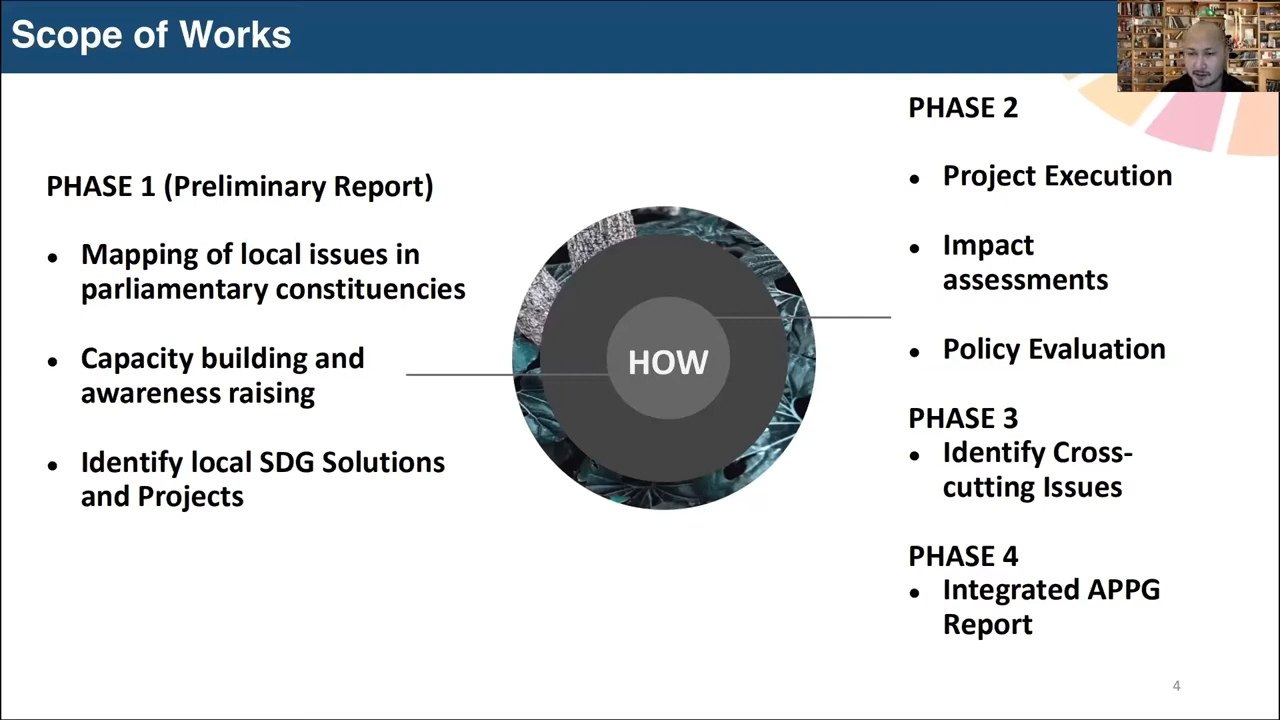 Scope of Works
PHASE 1 (Preliminary Report)
• Mapping of local issues in
parliamentary constituencies
• Capacity building and
awareness raising
• Identify local SDG Solutions
and Projects
HOW
PHASE 2
• Project Execution
• Impact
assessments
• Policy Evaluation
PHASE 3
• Identify Cross-
cutting Issues
PHASE 4
• Integrated APPG
Report
4